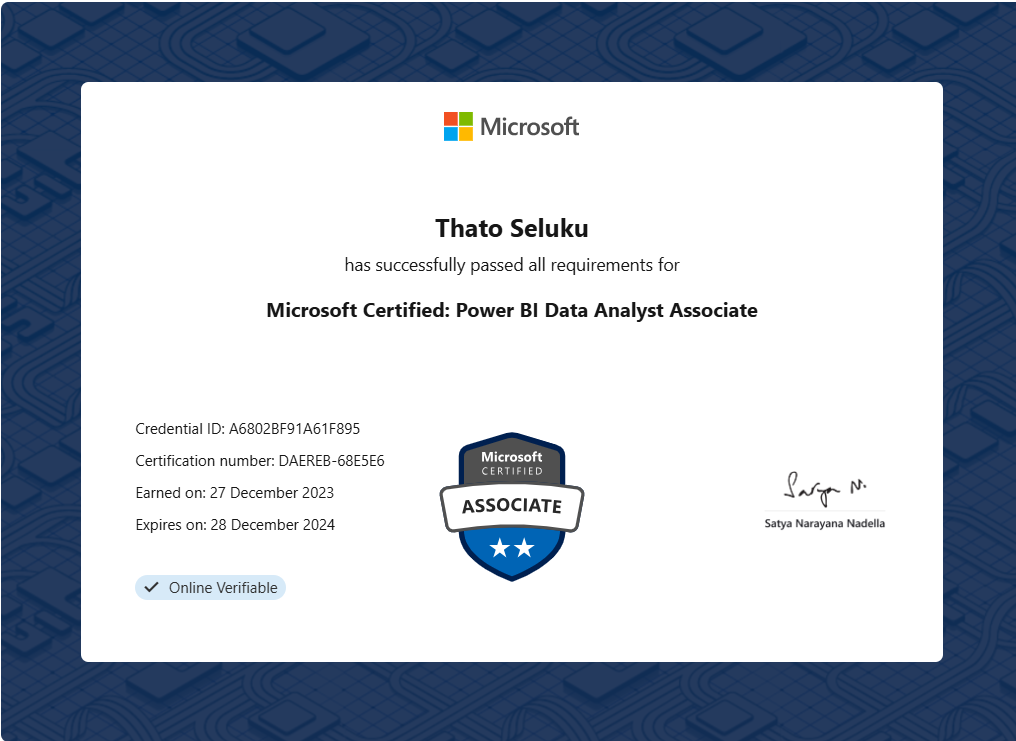 Microsoft
Thato Seluku
has successfully passed all requirements for
Microsoft Certified: Power BI Data Analyst Associate
Credential ID: A6802BF91A61F895
Certification number: DAEREB-68E5E6
Earned on: 27 December 2023
Expires on: 28 December 2024
Online Verifiable
Microsoft
CERTIFIED
ASSOCIATE
Satya N.
Satya Narayana Nadella